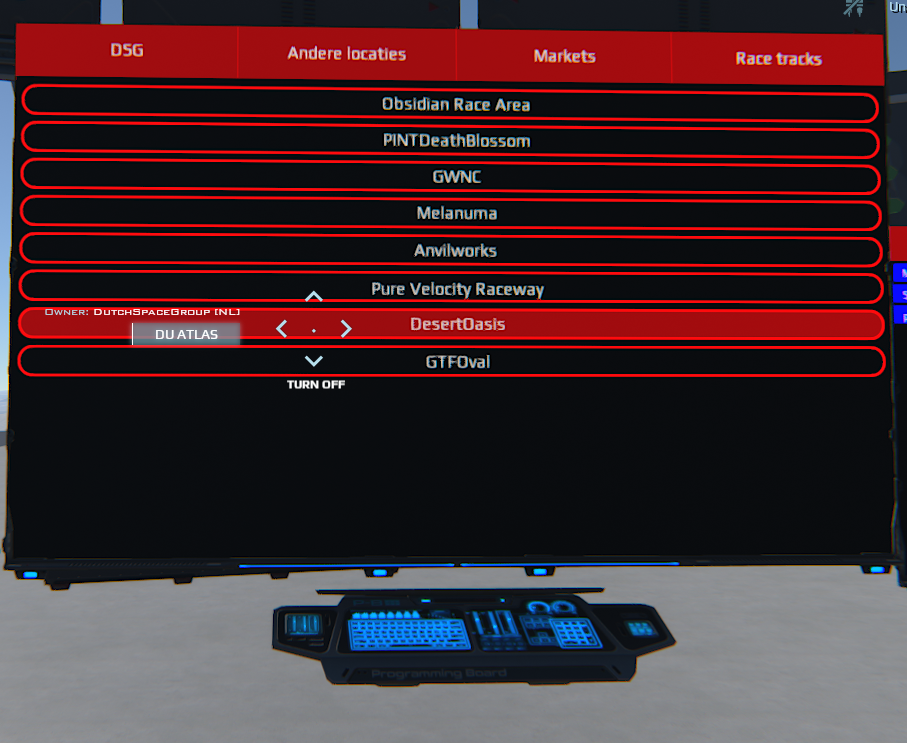 Un
DSG
Andere locaties
Markets
Race tracks
Obsidian Race Area
PINTDeathBlossom
GWNC
Melanuma
Anvilworks
Pure Velocity Raceway
OWNER: DUTCHSPACEGROUP [NL]
DU ATLAS
DesertOasis
GTFOval
TURN OFF
Programming Board